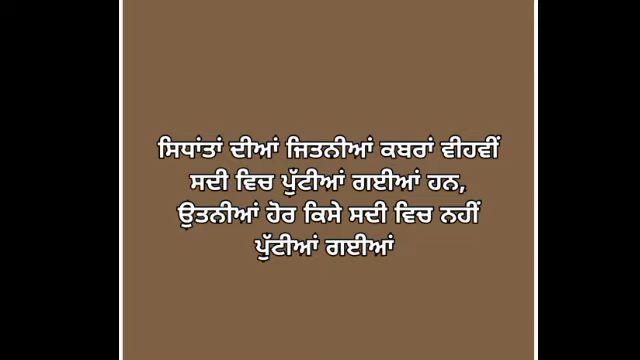 ਸਿਧਾਂਤਾਂ ਦੀਆਂ ਜਿਤਨੀਆਂ ਕਬਰਾਂ ਵੀਹਵੀਂ
ਸਦੀ ਵਿਚ ਪੁੱਟੀਆਂ ਗਈਆਂ ਹਨ,
ਉਤਨੀਆਂ ਹੋਰ ਕਿਸੇ ਸਦੀ ਵਿਚ ਨਹੀਂ
ਪੁੱਟੀਆਂ ਗਈਆਂ